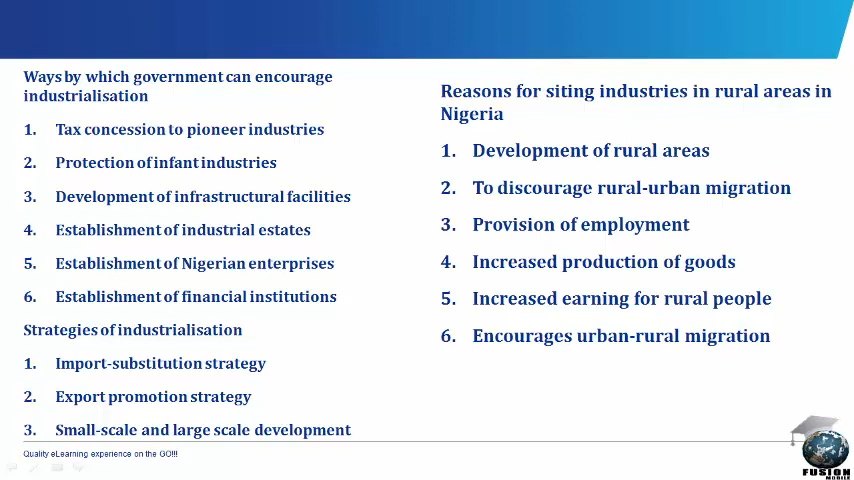 Ways by which government can encourage
industrialisation
1. Tax concession to pioneer industries
2. Protection of infant industries
3. Development of infrastructural facilities
4. Establishment of industrial estates
5. Establishment of Nigerian enterprises
6. Establishment of financial institutions
Strategies of industrialisation
1. Import-substitution strategy
2. Export promotion strategy
3. Small-scale and large scale development
Reasons for siting industries in rural areas in
Nigeria
1. Development of rural areas
2. To discourage rural-urban migration
3. Provision of employment
4. Increased production of goods
5. Increased earning for rural people
6. Encourages urban-rural migration
Quality eLearning experience on the GO!!!
FUSION
MOBILE